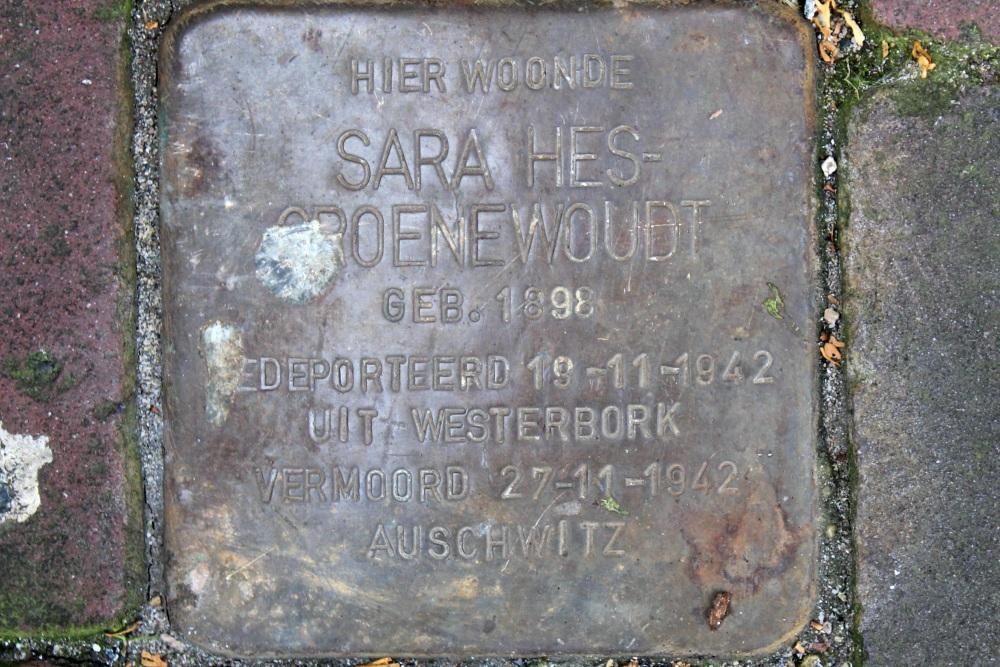 HIER WOONDE
SARA HES-
GROENEWOUDT
GEB. 1898
GEDEPORTEERD 19-11-1942
UIT WESTERBORK
VERMOORD 27-11-1942
AUSCHWITZ